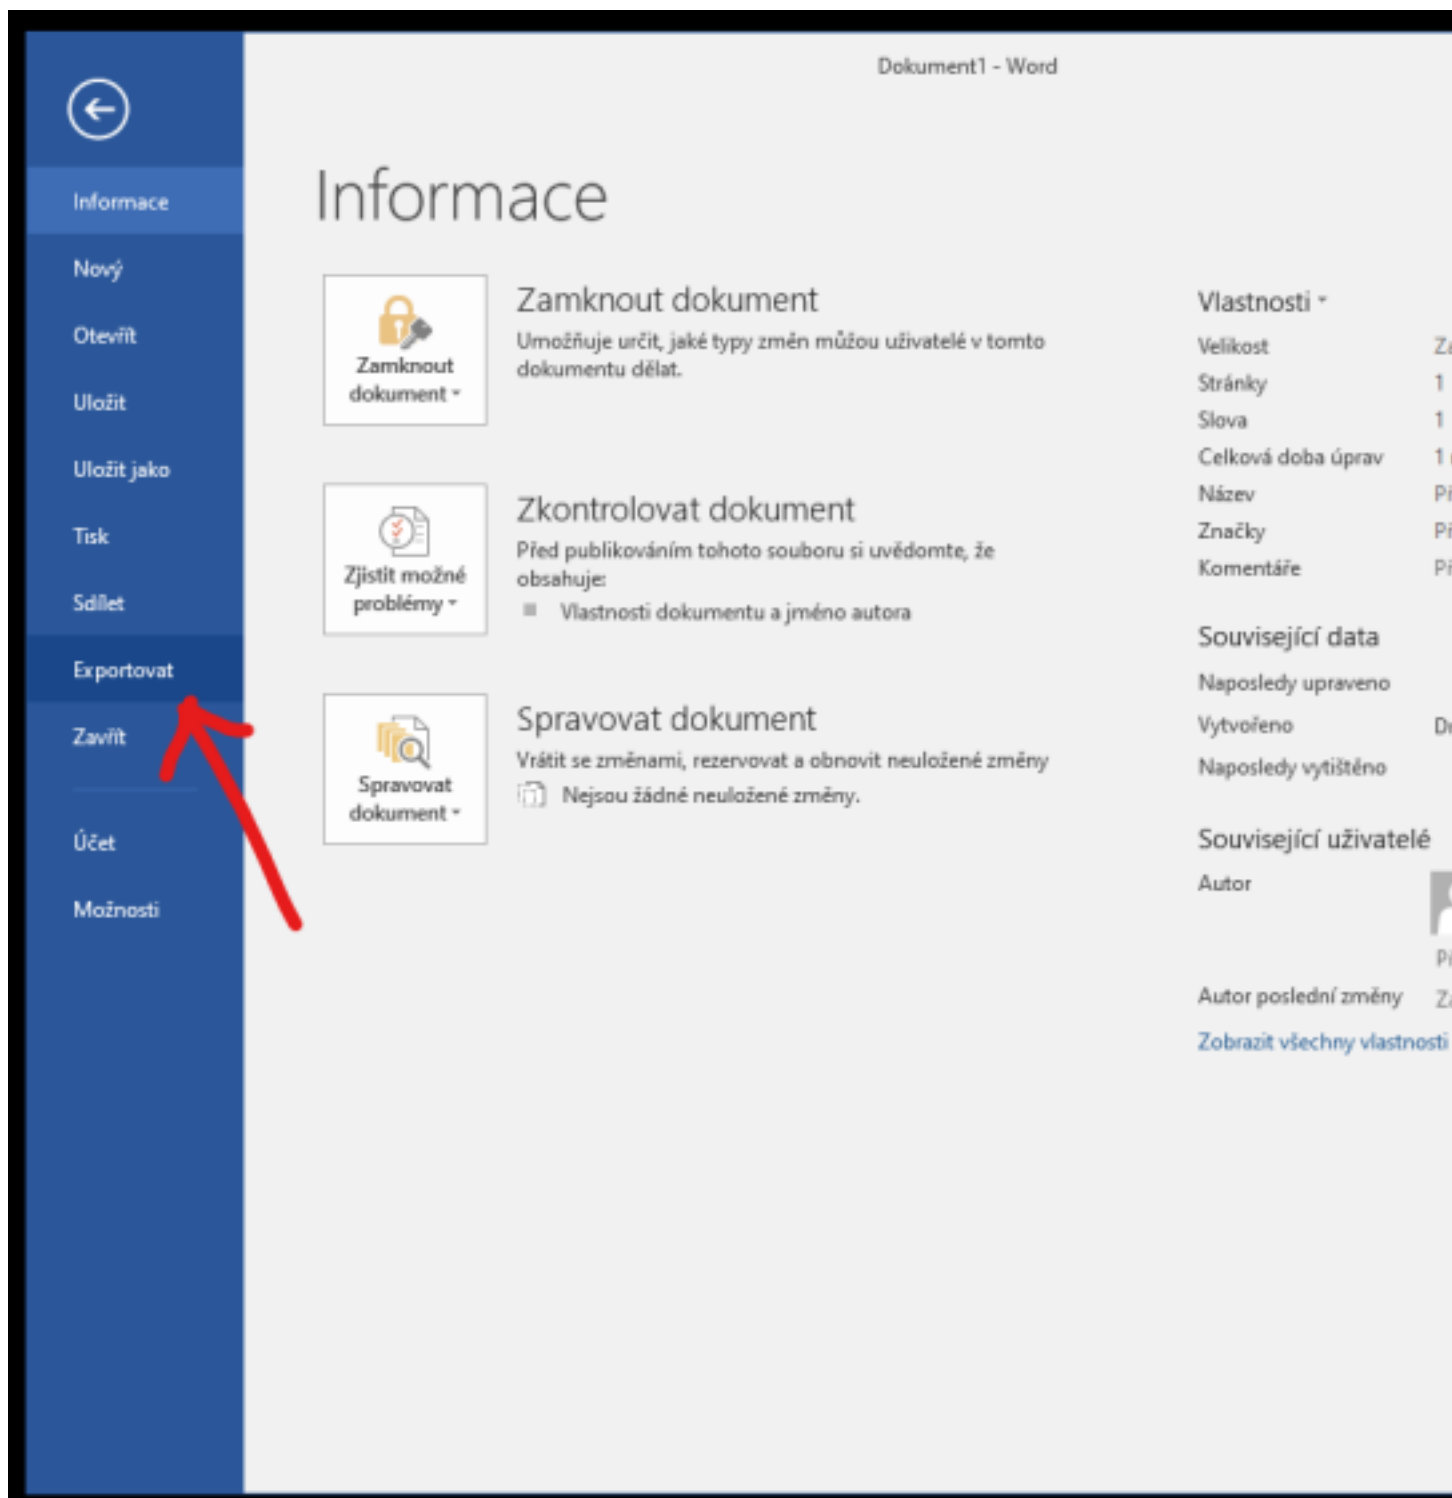 Dokument1 - Word
Informace
Nový
Otevřít
Uložit
Uložit jako
Tisk
Sdílet
Exportovat
Zavřít
Účet
Možnosti
Informace
Zamknout
dokument
Zamknout dokument
Umožňuje určit, jaké typy změn můžou uživatelé v tomto
dokumentu dělat.
Zjistit možné
problémy
Zkontrolovat dokument
Před publikováním tohoto souboru si uvědomte, že
obsahuje:
Vlastnosti dokumentu a jméno autora
Spravovat
dokument
Spravovat dokument
Vrátit se změnami, rezervovat a obnovit neuložené změny
Nejsou žádné neuložené změny.
Vlastnosti
Velikost
Stránky 1
Slova 1
Celková doba úprav 1
Název
Značky
Komentáře
Související data
Naposledy upraveno
Vytvořeno
Naposledy vytištěno
Související uživatelé
Autor
Autor poslední změny
Zobrazit všechny vlastnosti